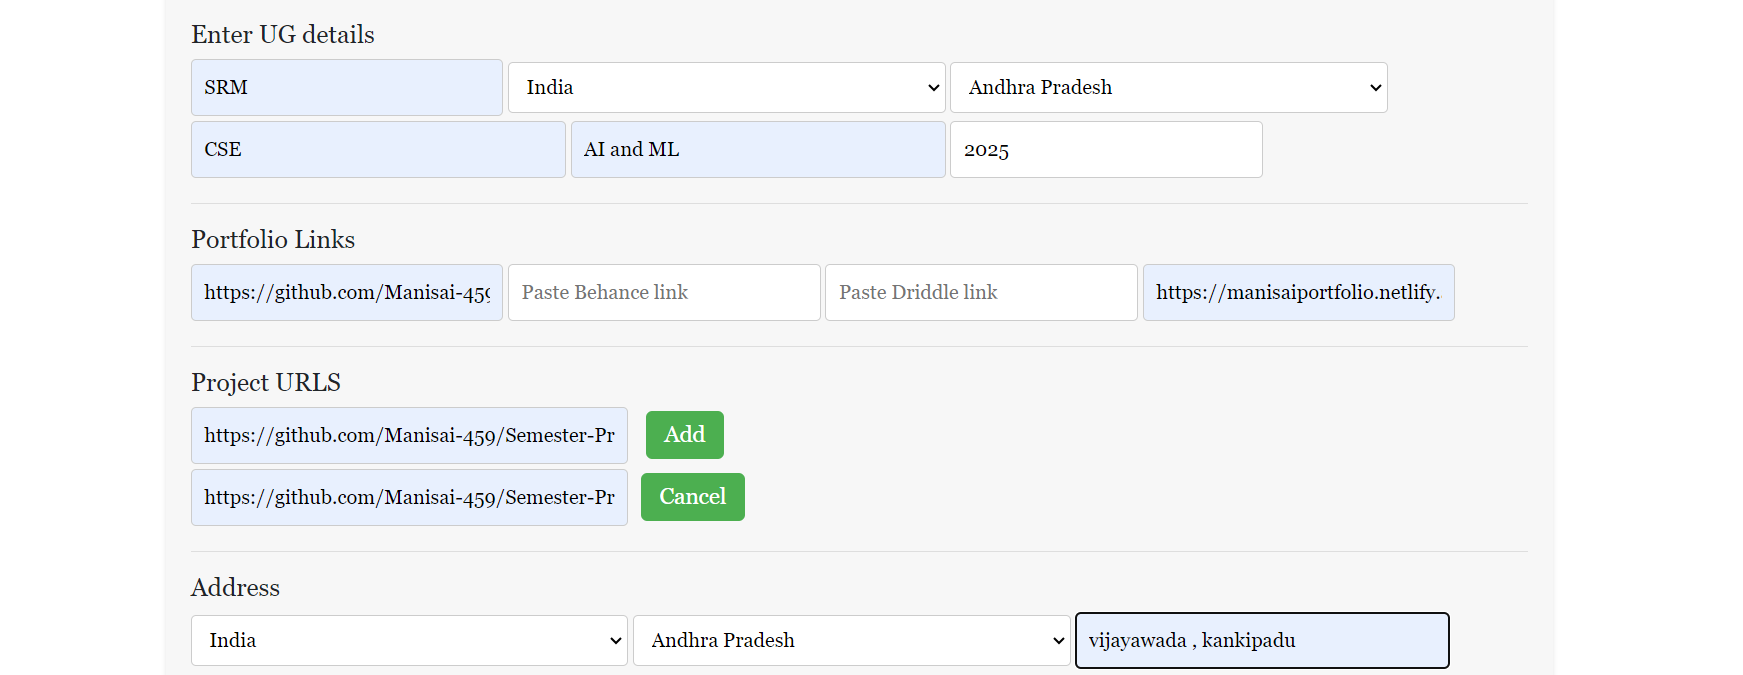 Enter UG details
SRM India Andhra Pradesh
CSE AI and ML 2025
Portfolio Links
https://github.com/Manisai-459 Paste Behance link Paste Driddle link https://manisaiportfolio.netlify.
Project URLS
https://github.com/Manisai-459/Semester-Pr Add
https://github.com/Manisai-459/Semester-Pr Cancel
Address
India Andhra Pradesh vijayawada , kankipadu